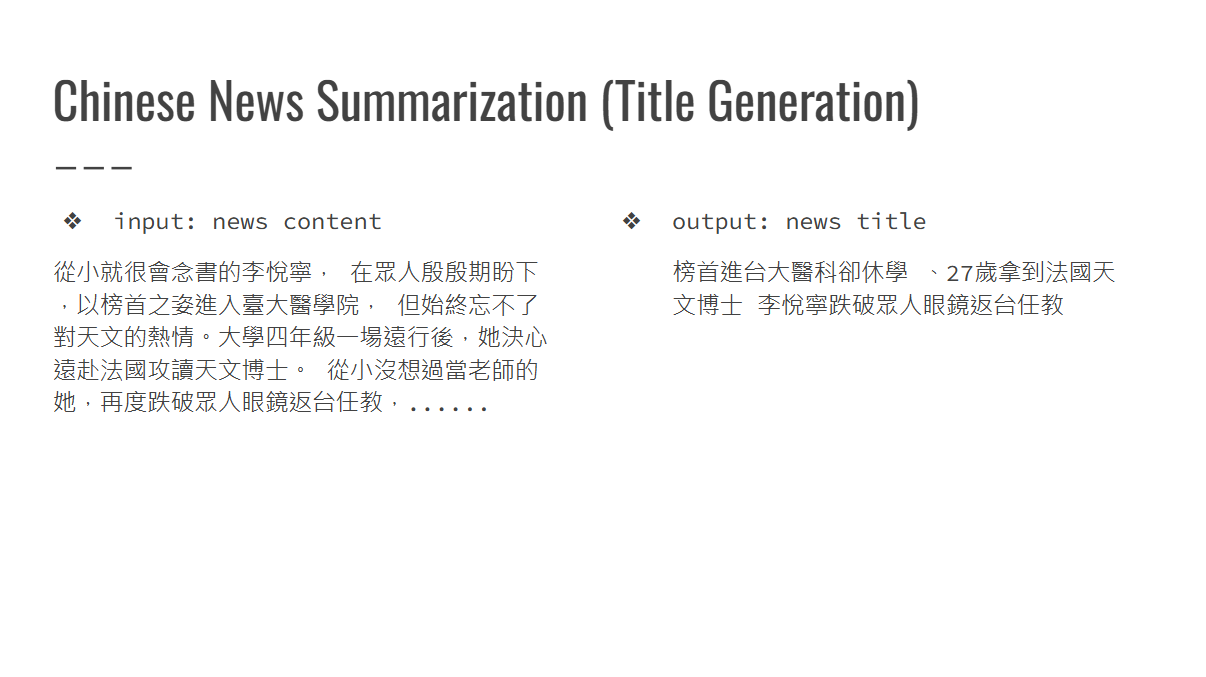 Chinese News Summarization (Title Generation)
❖ input: news content
從小就很會念書的李悅寧， 在眾人殷殷期盼下
，以榜首之姿進入臺大醫學院， 但始終忘不了
對天文的熱情。大學四年級一場遠行後，她決心
遠赴法國攻讀天文博士。 從小沒想過當老師的
她，再度跌破眾人眼鏡返台任教，......
❖ output: news title
榜首進台大醫科卻休學 、27歲拿到法國天
文博士 李悅寧跌破眾人眼鏡返台任教